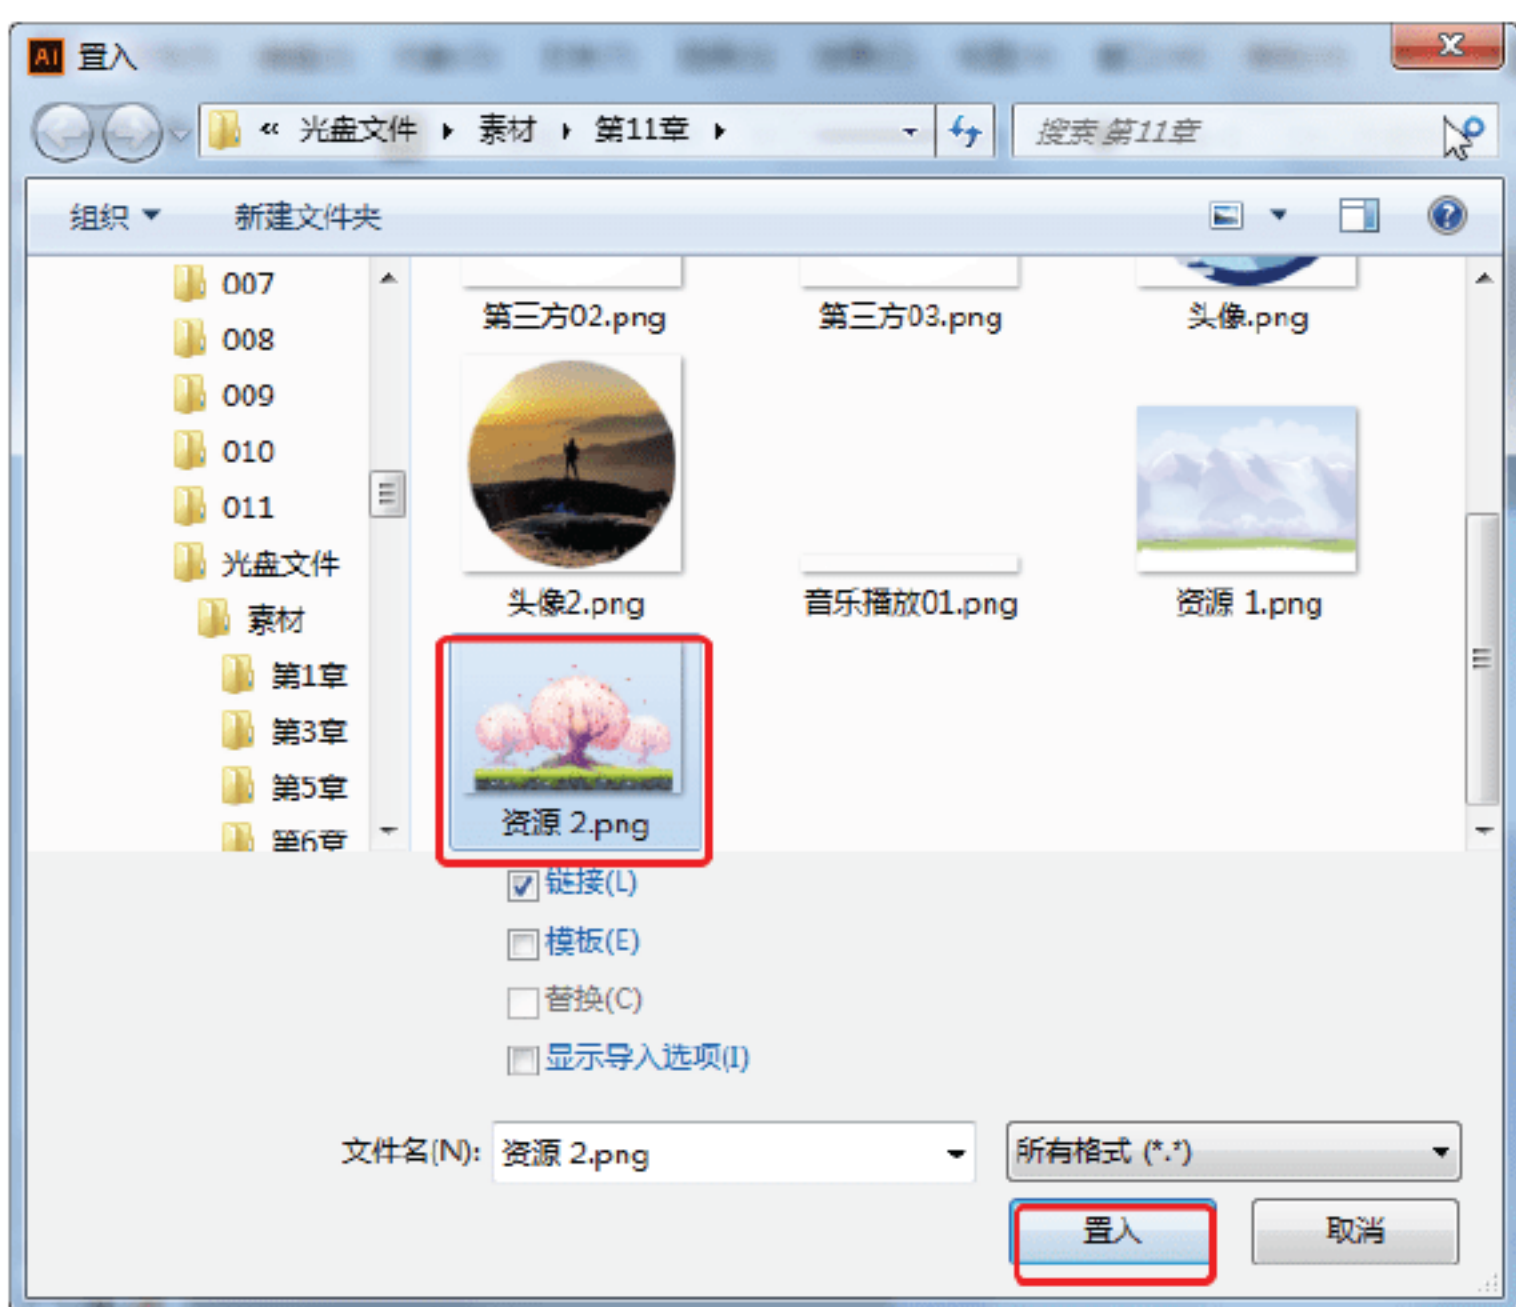 Ai 置入
« 光盘文件 ▸ 素材 ▸ 第11章 ▸
搜索 第11章
组织 新建文件夹
007
008
009
010
011
光盘文件
素材
第1章
第3章
第5章
第6章
第三方02.png 第三方03.png 头像.png
头像2.png 音乐播放01.png 资源 1.png
资源 2.png
链接(L)
模板(E)
替换(C)
显示导入选项(I)
文件名(N): 资源 2.png 所有格式 (*.*)
置入 取消